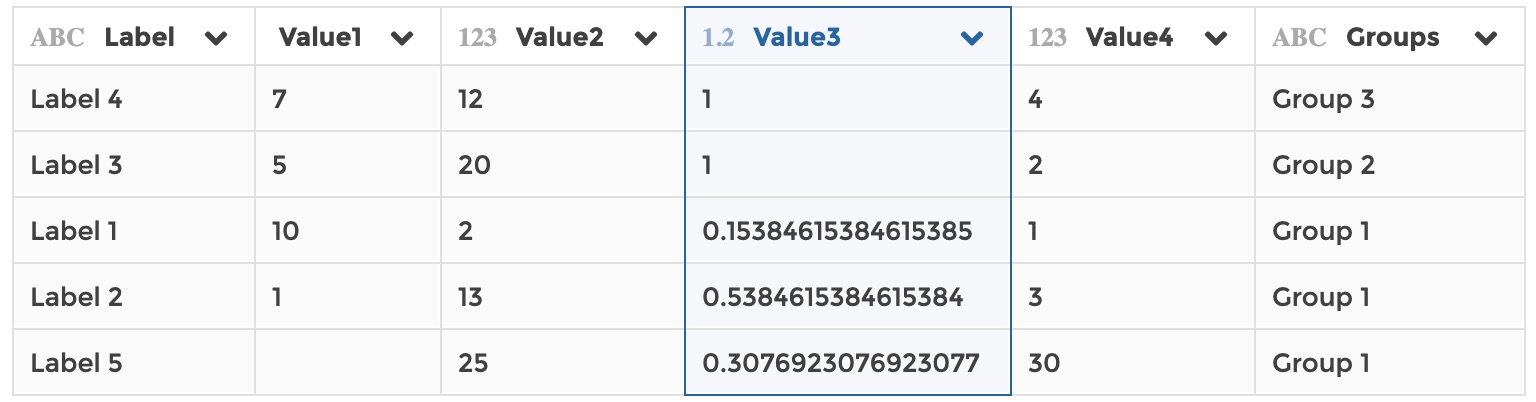 ABC Label Value1 123 Value2 1.2 Value3 123 Value4 ABC Groups
Label 4 7 12 1 4 Group 3
Label 3 5 20 1 2 Group 2
Label 1 10 2 0.15384615384615385 1 Group 1
Label 2 1 13 0.5384615384615384 3 Group 1
Label 5 25 0.3076923076923077 30 Group 1